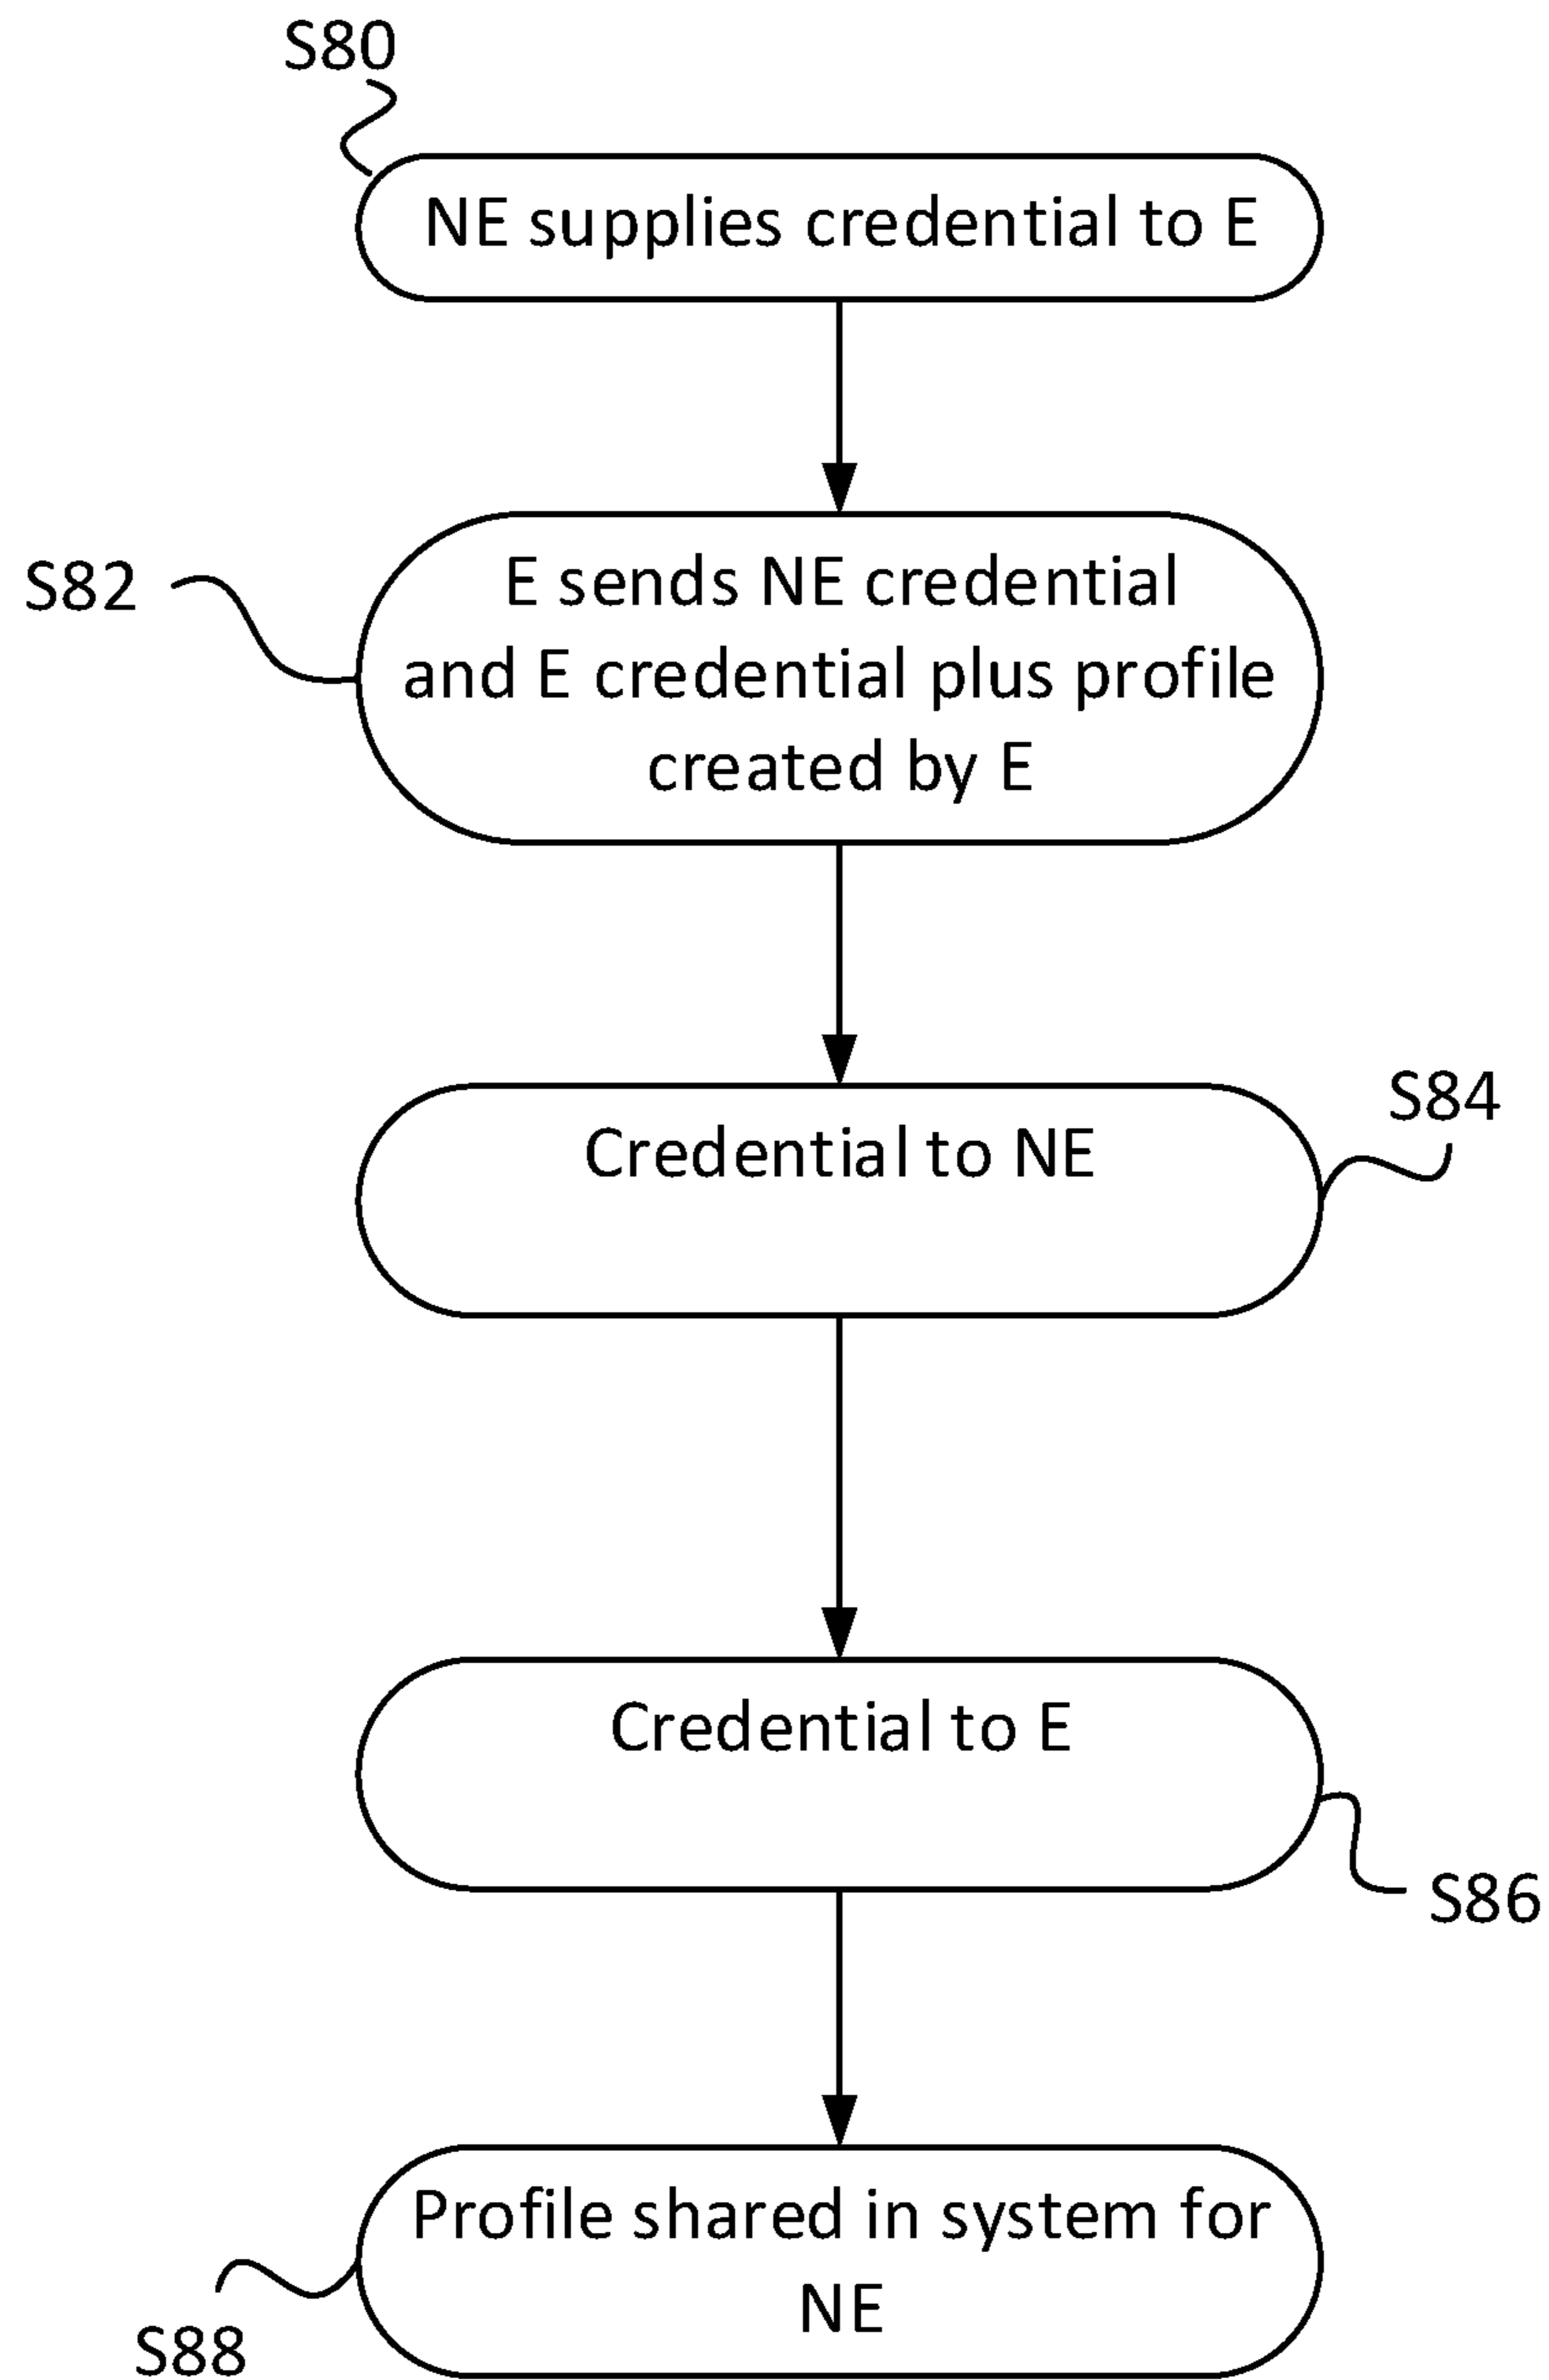 S80
NE supplies credential to E
S82
E sends NE credential
and E credential plus profile
created by E
S84
Credential to NE
Credential to E
S86
Profile shared in system for
NE
S88